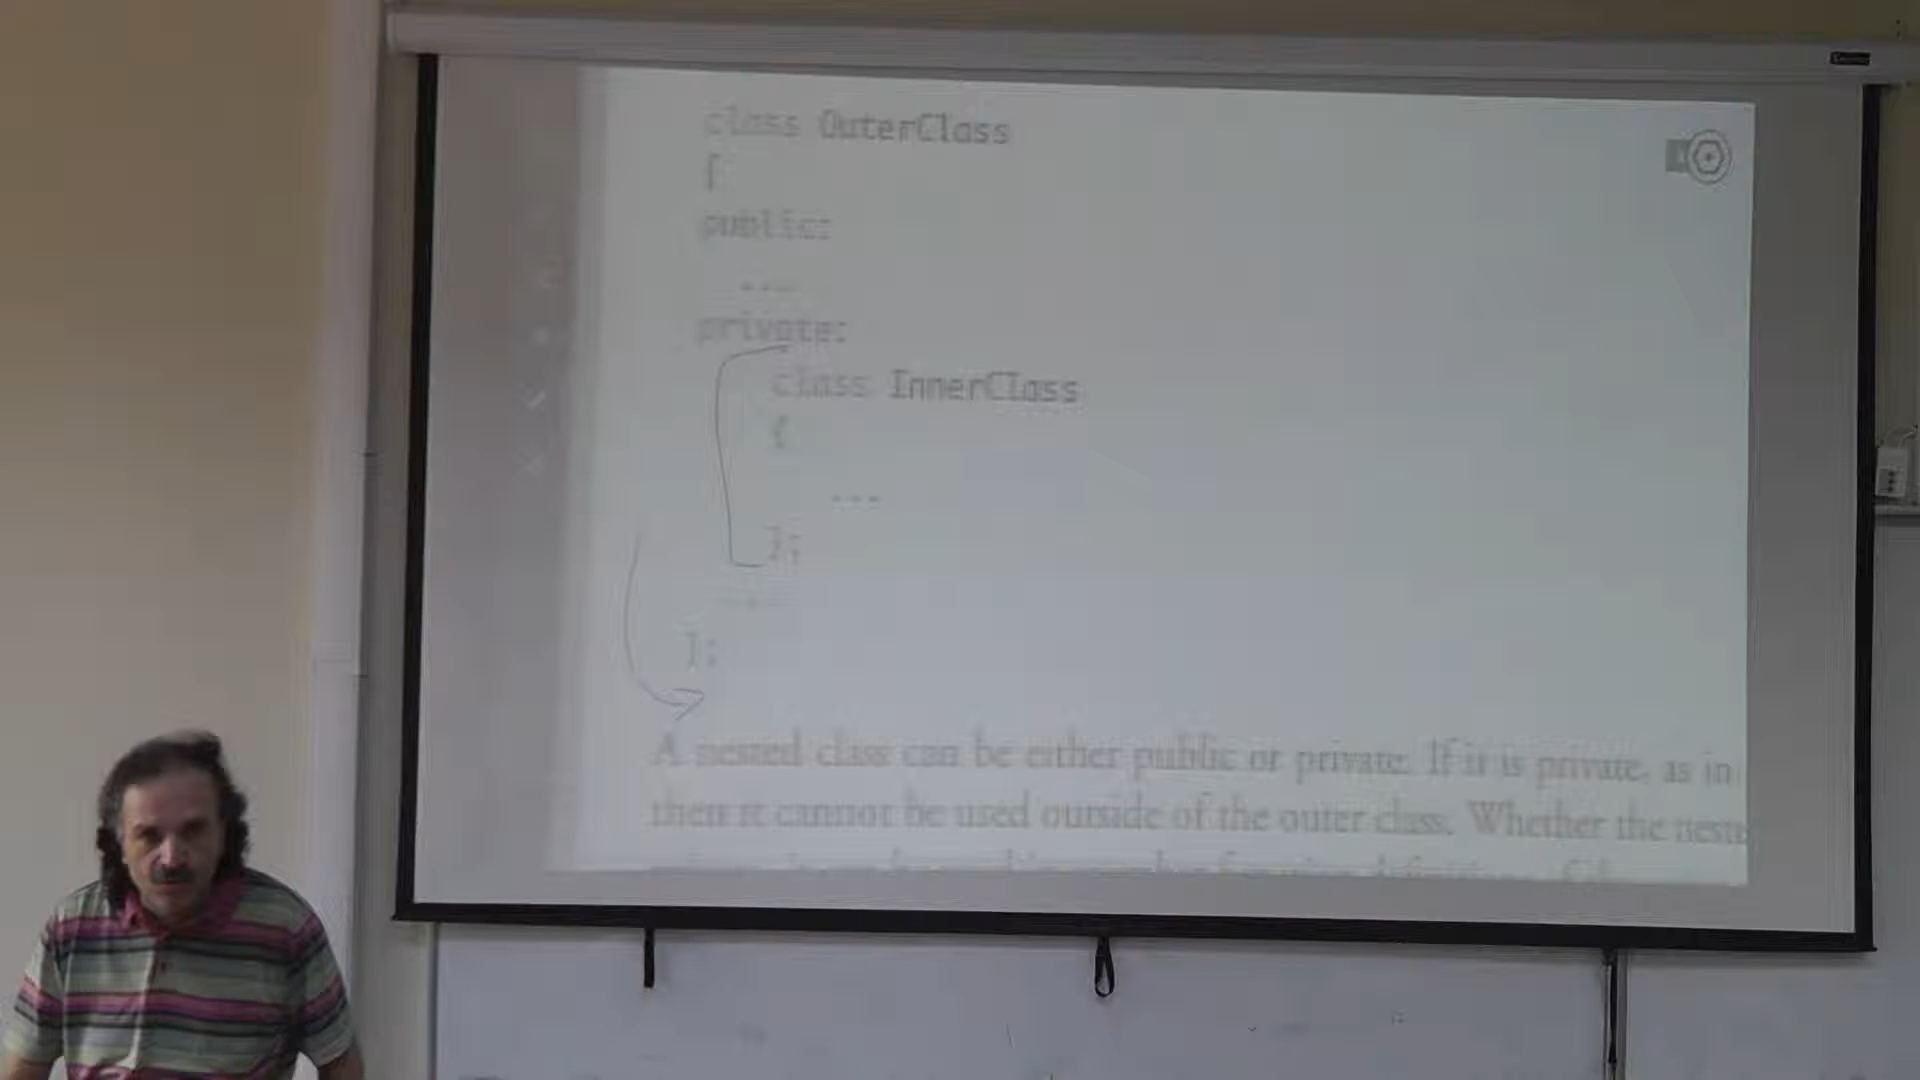 class OuterClass
{
public:
....
private:
class InnerClass
{
...
};
....
};
A nested class can be either public or private. If it is private, as in
then it cannot be used outside of the outer class. Whether the nest